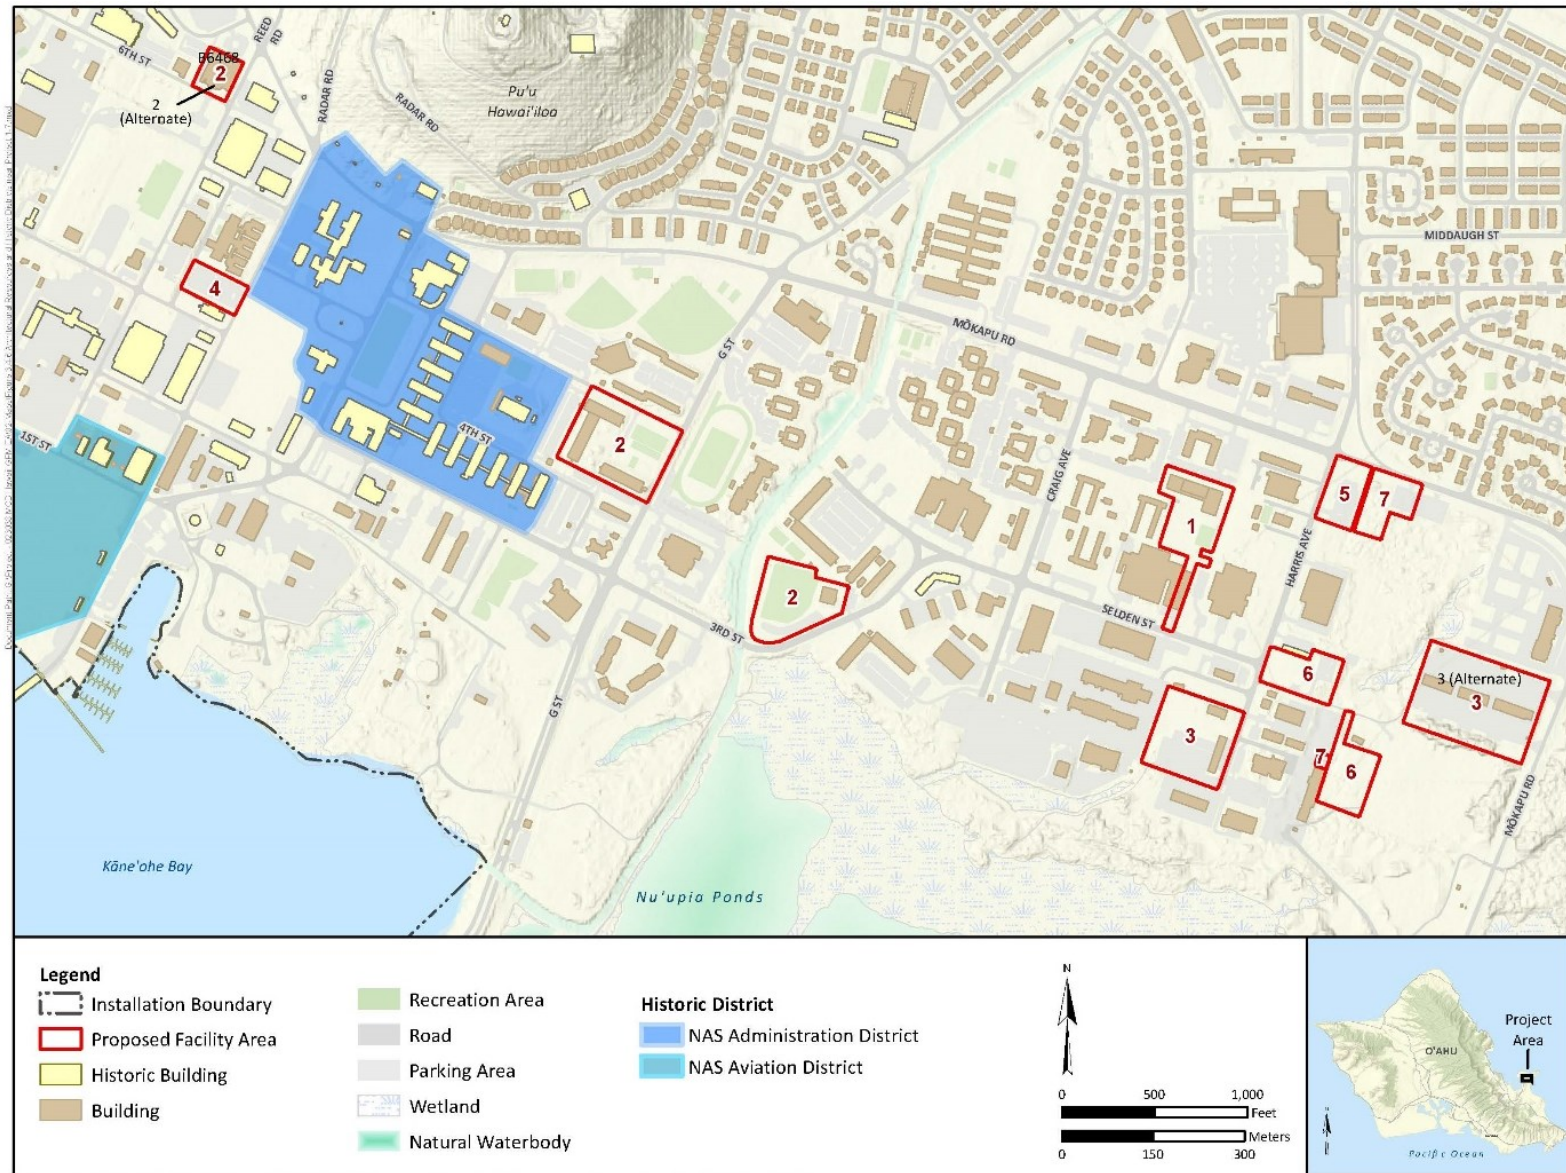 REED
RD
6TH ST
B6468
2
2
(Alternate)
RADAR RD
RADAR RD
Pu'u
Hawai'iloa
MIDDAUGH ST
4
MŌKAPU RD
G ST
2
4TH ST
1ST ST
CRAIG AVE
5
7
1
HARRIS AVE
2
3RD ST
SELDEN ST
6
3 (Alternate)
3
G ST
3
7
6
MŌKAPU RD
Kāne'ohe Bay
Nu'upia Ponds
Legend
Installation Boundary
Proposed Facility Area
Historic Building
Building
Recreation Area
Road
Parking Area
Wetland
Natural Waterbody
Historic District
NAS Administration District
NAS Aviation District
N
0 500 1,000
Feet
Meters
0 150 300
Project
Area
O'AHU
Pacific Ocean